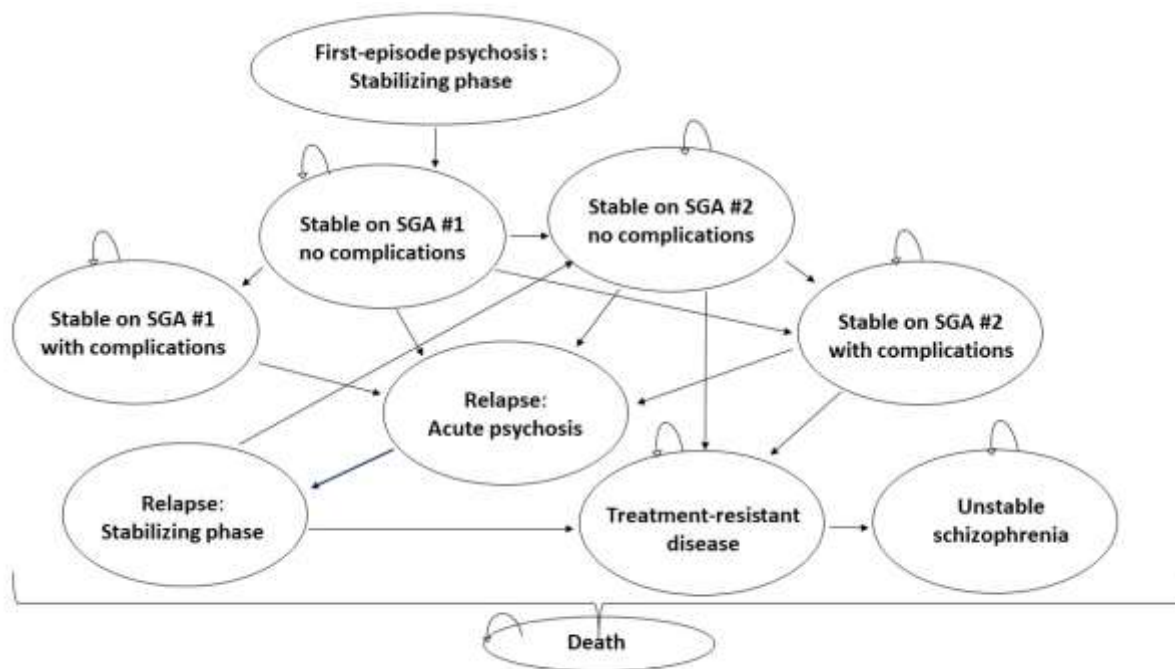 First-episode psychosis :
Stabilizing phase
Stable on SGA #1
no complications
Stable on SGA #2
no complications
Stable on SGA #1
with complications
Stable on SGA #2
with complications
Relapse:
Acute psychosis
Relapse:
Stabilizing phase
Treatment-resistant
disease
Unstable
schizophrenia
Death